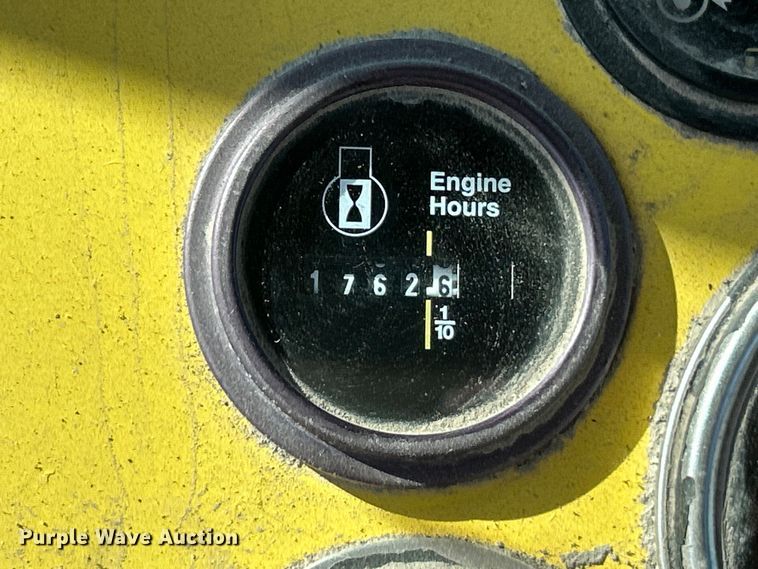 Engine
Hours
1 7 6 2 6
1/10
Purple Wave Auction